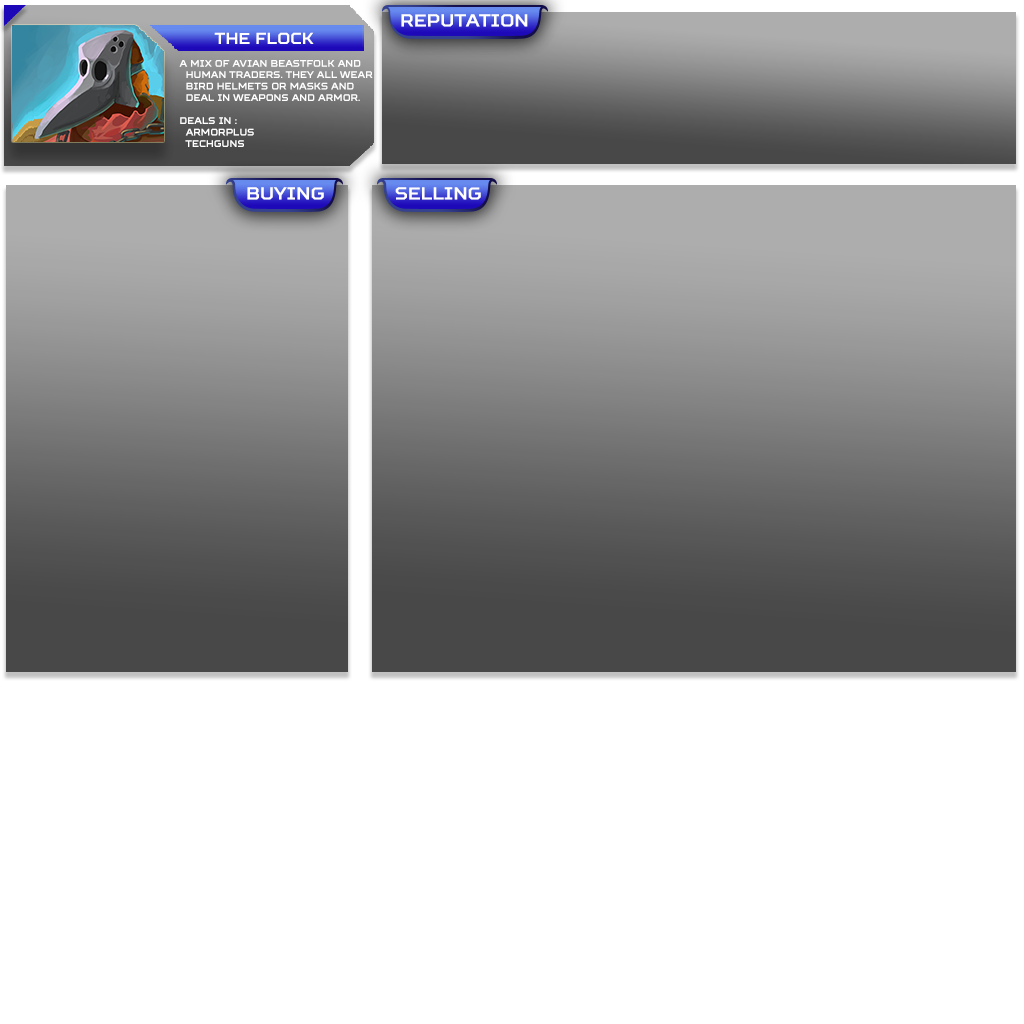 THE FLOCK
A MIX OF AVIAN BEASTFOLK AND
HUMAN TRADERS. THEY ALL WEAR
BIRD HELMETS OR MASKS AND
DEAL IN WEAPONS AND ARMOR.
DEALS IN :
ARMORPLUS
TECHGUNS
REPUTATION
BUYING
SELLING